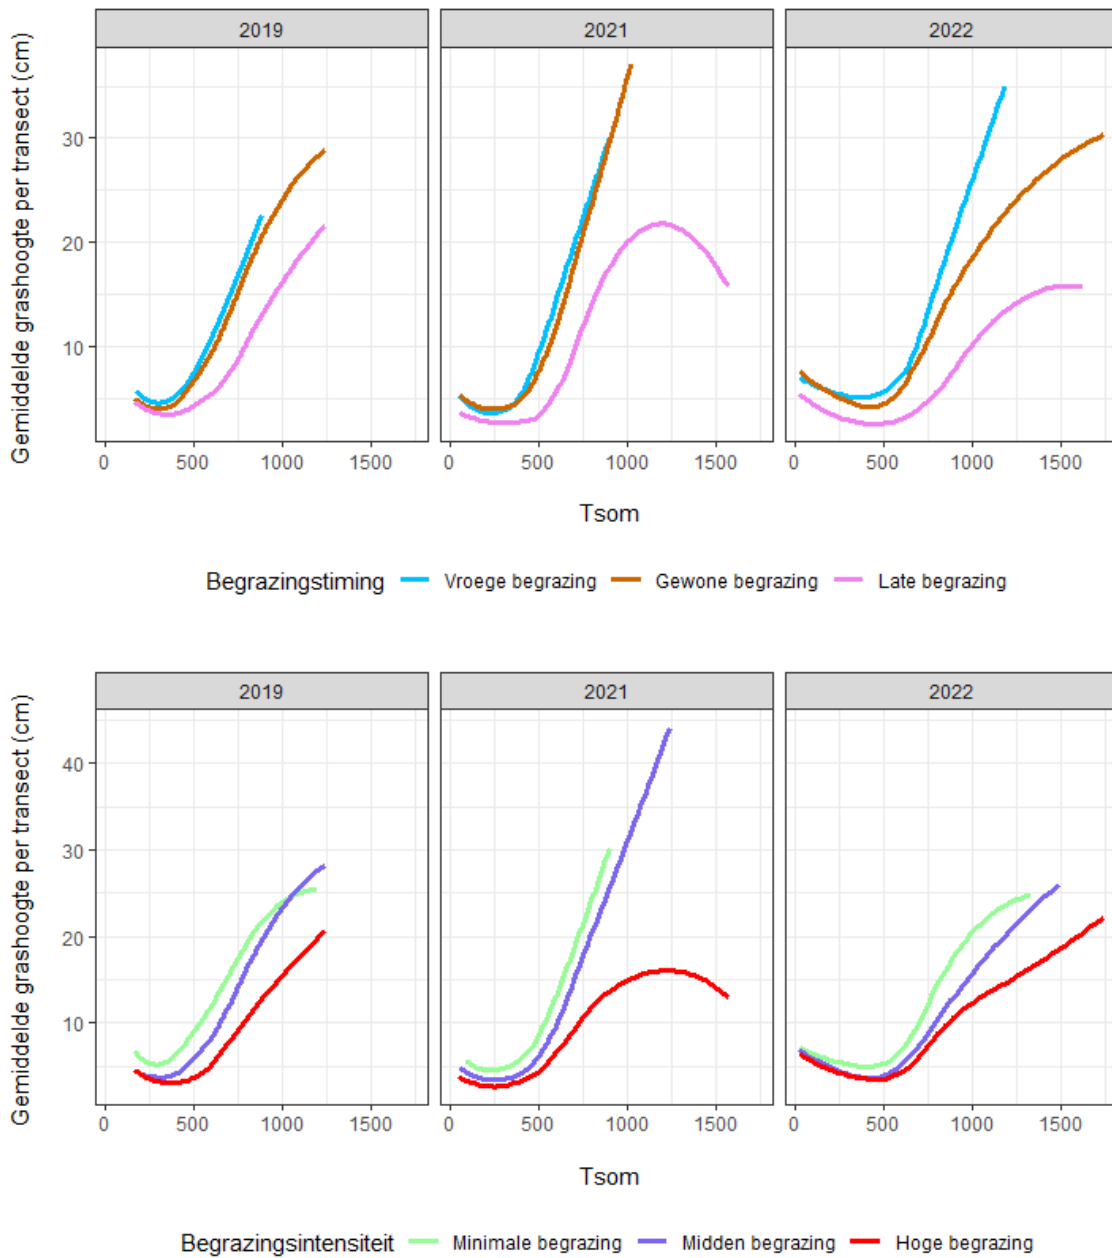 2019 2021 2022
Gemiddelde grashoogte per transect (cm)
30
20
10
0 500 1000 1500 0 500 1000 1500 0 500 1000 1500
Tsom
Begrazingstiming Vroege begrazing Gewone begrazing Late begrazing
2019 2021 2022
Gemiddelde grashoogte per transect (cm)
40
30
20
10
0 500 1000 1500 0 500 1000 1500 0 500 1000 1500
Tsom
Begrazingsintensiteit Minimale begrazing Midden begrazing Hoge begrazing